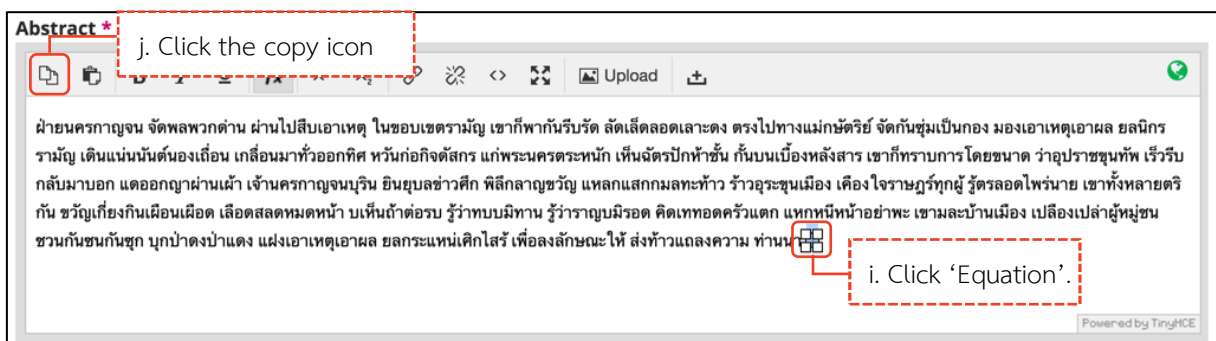 Abstract *
j. Click the copy icon
<> Upload
ฝ่ายนครกาญจน จัดพลพวกด่าน ผ่านไปสืบเอาเหตุ ในขอบเขตรามัญ เขาก็พากันรีบรัด ลัดเล็ดลอดเลาะดง ตรงไปทางแม่กษัตริย์ จัดกันซุ่มเป็นกอง มองเอาเหตุเอาผล ยลนิกร
รามัญ เดินแน่นนันต์นองเถื่อน เกลื่อนมาทั่วออกทิศ หวันก่อกิจดัสกร แก่พระนครตระหนัก เห็นฉัตรปักห้าชั้น กั้นบนเบื้องหลังสาร เขาก็ทราบการโดยขนาด ว่าอุปราชขุนทัพ เร็วรีบ
กลับมาบอก แดออกญาผ่านเผ้า เจ้านครกาญจนบุริน ยินยุบลข่าวศึก พิลึกลาญขวัญ แหลกแสกกมลทะท้าว ร้าวอุระขุนเมือง เคืองใจราษฎร์ทุกผู้ รู้ตรลอดไพร่นาย เขาทั้งหลายตริ
กัน ขวัญเกี่ยงกินเผือนเผือด เลือดสลดหมดหน้า บเห็นถ้าต่อรบ รู้ว่าทบบมิทาน รู้ว่าราญบมิรอด คิดเททอดครัวแตก แหกหนีหน้าอย่าพะ เขามละบ้านเมือง เปลืองเปล่าผู้หมู่ชน
ชวนกันซนกันซุก บุกป่าดงป่าแดง แฝงเอาเหตุเอาผล ยลกระแหน่เศิกไสร้ เพื่อลงลักษณะให้ ส่งท้าวแถลงความ ท่านนา
i. Click ‘Equation’.
Powered by TinyMCE